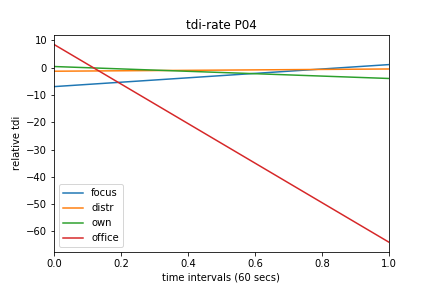 tdi-rate P04
10
0
−10
−20
−30
−40
−50
−60
relative tdi
focus
distr
own
office
0.0 0.2 0.4 0.6 0.8 1.0
time intervals (60 secs)